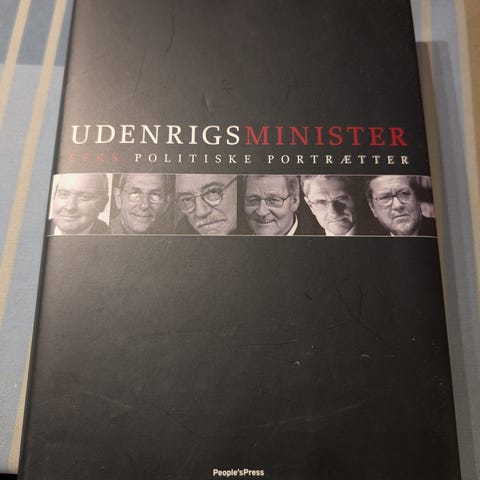 UDENRIGSMINISTER
SEKS POLITISKE PORTRÆTTER
People'sPress